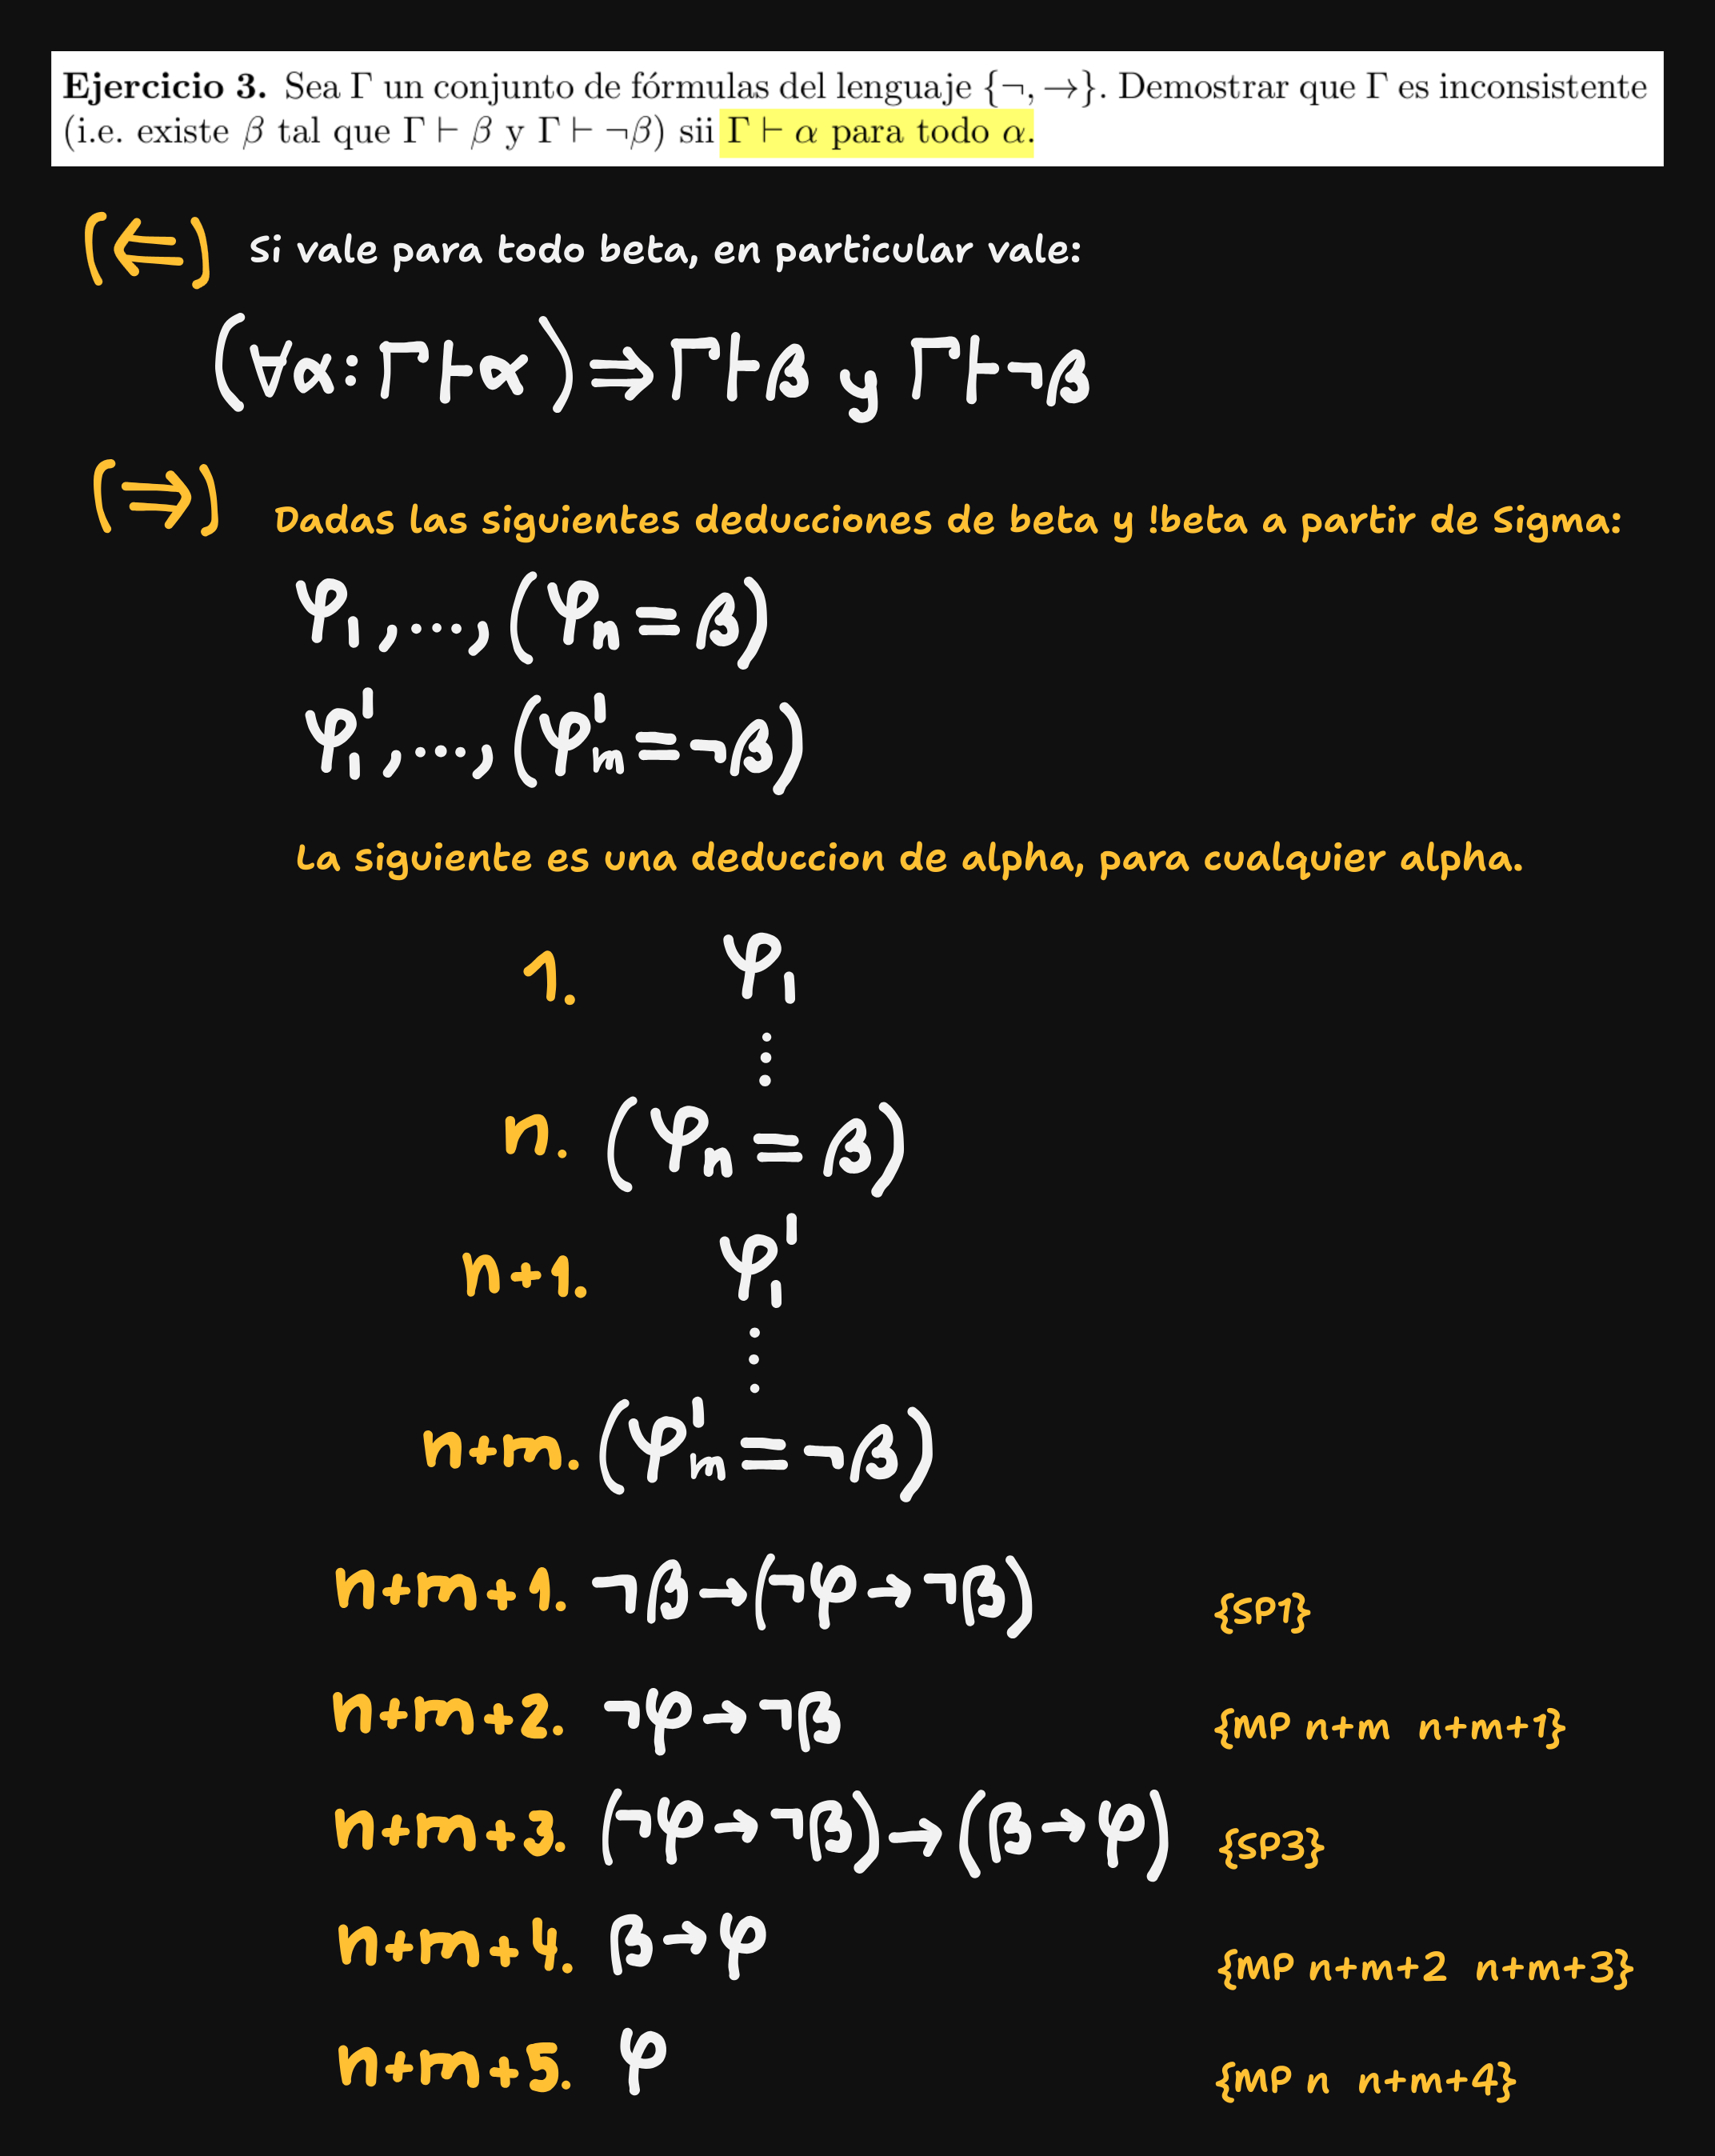 Ejercicio 3. Sea Γ un conjunto de fórmulas del lenguaje {¬, →}. Demostrar que Γ es inconsistente
(i.e. existe β tal que Γ ⊢ β y Γ ⊢ ¬β) sii Γ ⊢ α para todo α.
(⇐) Si vale para todo beta, en particular vale:
(∀α: Γ⊢α) ⇒ Γ⊢β y Γ⊢¬β
(⇒) Dadas las siguientes deducciones de beta y !beta a partir de Sigma:
φ₁, ..., (φₙ = β)
φ'₁, ..., (φ'ₘ = ¬β)
La siguiente es una deduccion de alpha, para cualquier alpha.
1. φ₁
⋮
n. (φₙ = β)
n+1. φ₁'
⋮
n+m. (φ'ₘ = ¬β)
n+m+1. ¬β→(¬φ→¬β) {SP1}
n+m+2. ¬φ→¬β {MP n+m n+m+1}
n+m+3. (¬φ→¬β)→(β→φ) {SP3}
n+m+4. β→φ {MP n+m+2 n+m+3}
n+m+5. φ {MP n n+m+4}